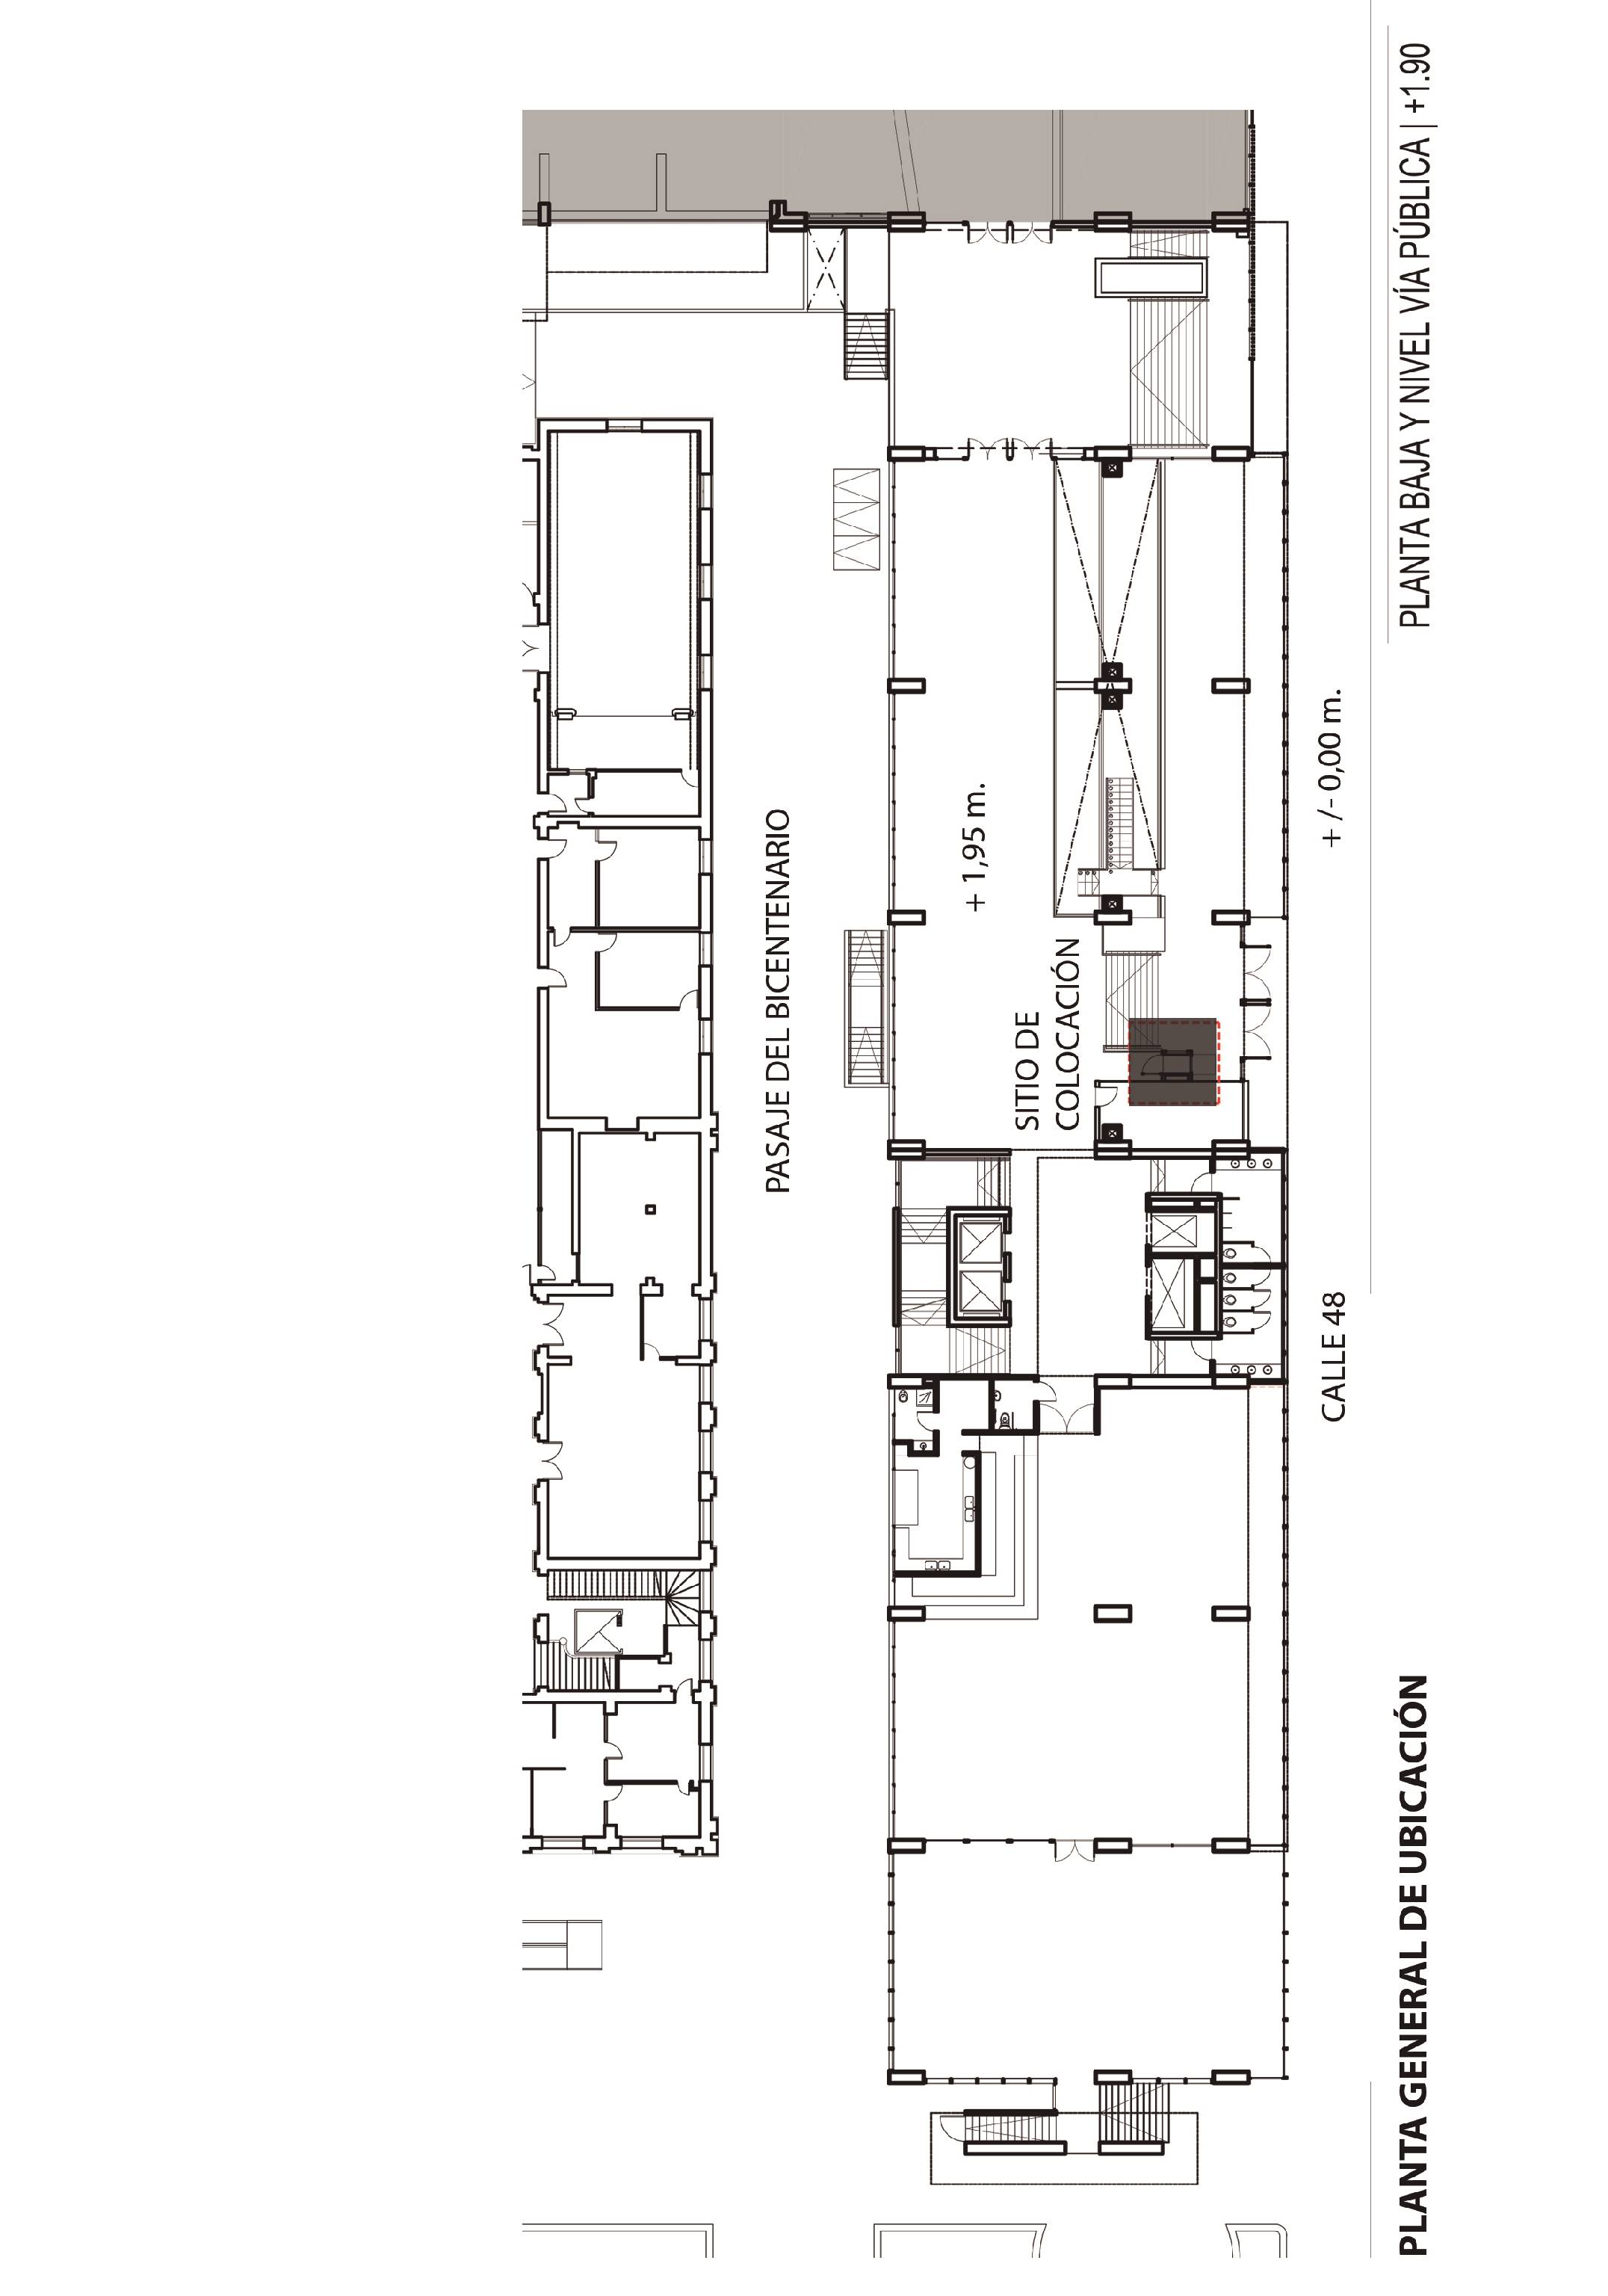 PASAJE DEL BICENTENARIO
+ 1,95 m.
SITIO DE
COLOCACIÓN
CALLE 48
+ /- 0,00 m.
PLANTA GENERAL DE UBICACIÓN
PLANTA BAJA Y NIVEL VÍA PÚBLICA | +1.90